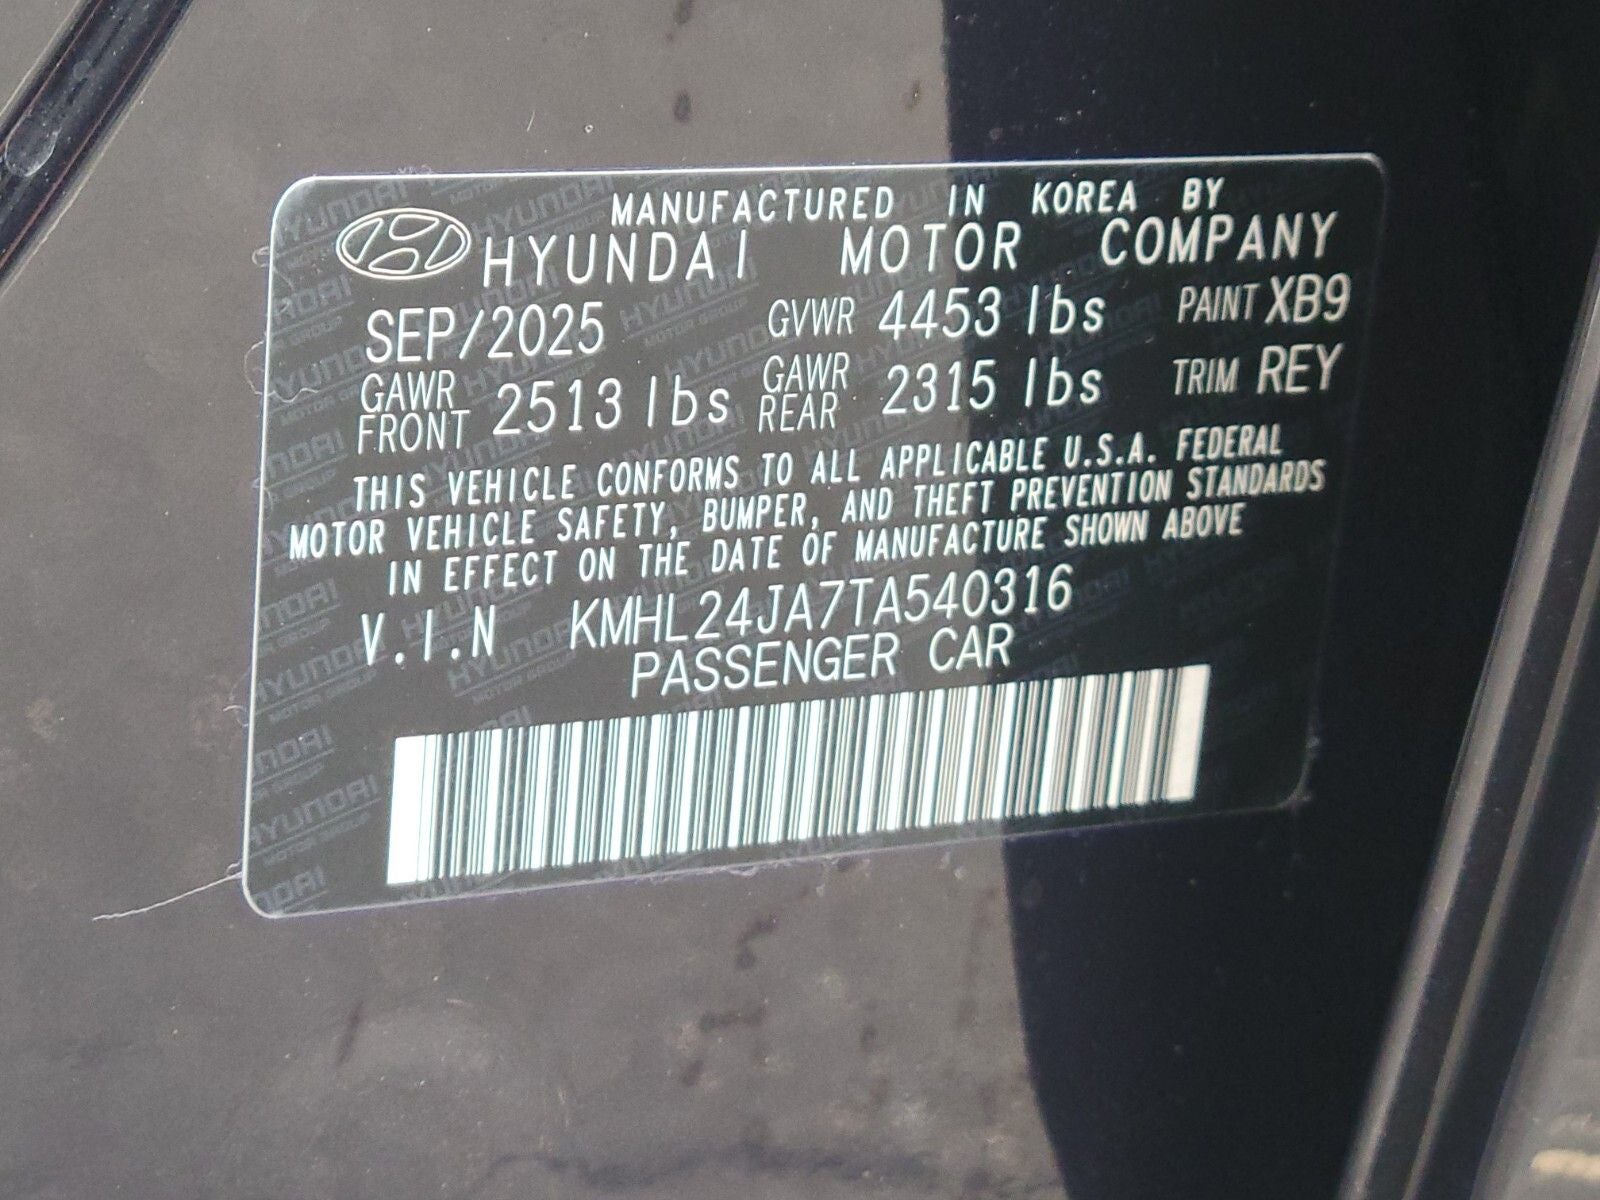 MANUFACTURED IN KOREA BY
HYUNDAI MOTOR COMPANY
SEP/2025 GVWR 4453 lbs PAINT XB9
GAWR FRONT 2513 lbs GAWR REAR 2315 lbs TRIM REY
THIS VEHICLE CONFORMS TO ALL APPLICABLE U.S.A. FEDERAL
MOTOR VEHICLE SAFETY, BUMPER, AND THEFT PREVENTION STANDARDS
IN EFFECT ON THE DATE OF MANUFACTURE SHOWN ABOVE
V.I.N KMHL24JA7TA540316
PASSENGER CAR